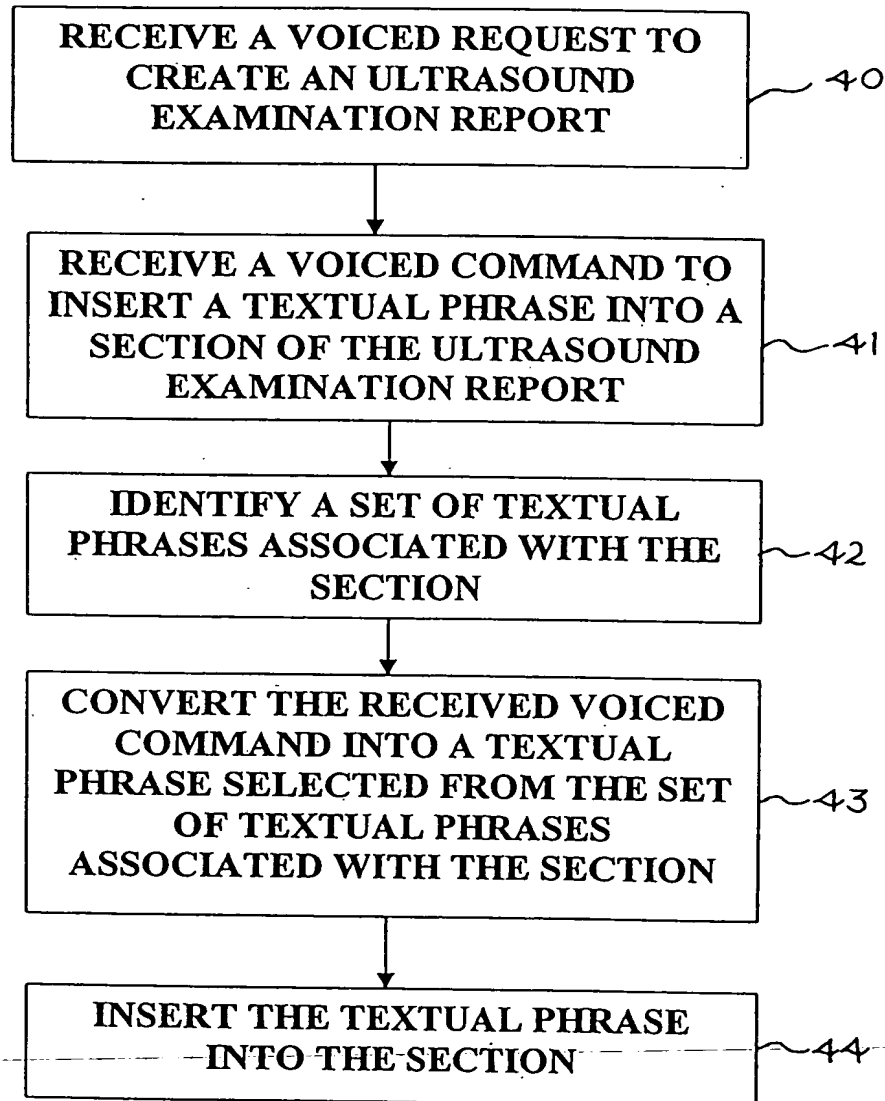 RECEIVE A VOICED REQUEST TO
CREATE AN ULTRASOUND
EXAMINATION REPORT
40
RECEIVE A VOICED COMMAND TO
INSERT A TEXTUAL PHRASE INTO A
SECTION OF THE ULTRASOUND
EXAMINATION REPORT
41
IDENTIFY A SET OF TEXTUAL
PHRASES ASSOCIATED WITH THE
SECTION
42
CONVERT THE RECEIVED VOICED
COMMAND INTO A TEXTUAL
PHRASE SELECTED FROM THE SET
OF TEXTUAL PHRASES
ASSOCIATED WITH THE SECTION
43
INSERT THE TEXTUAL PHRASE
INTO THE SECTION
44